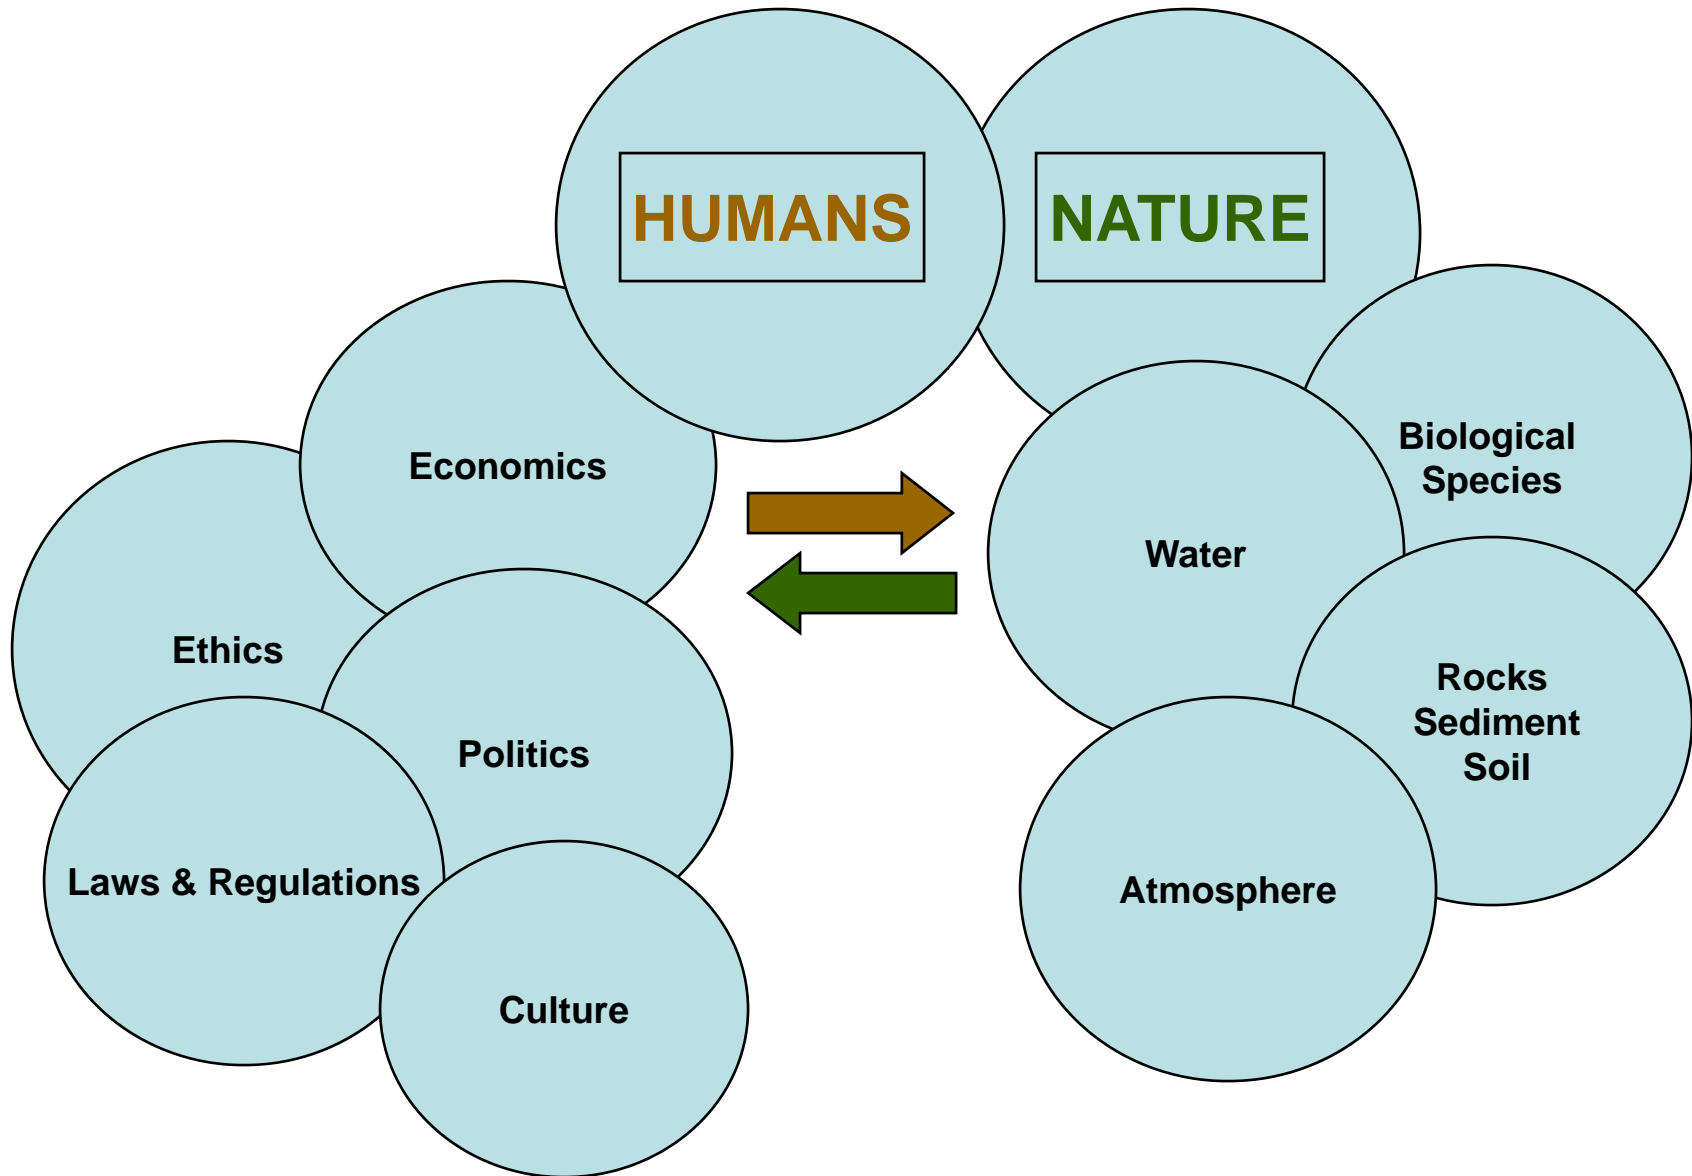 HUMANS
NATURE
Economics
Ethics
Politics
Laws & Regulations
Culture
Biological
Species
Water
Rocks
Sediment
Soil
Atmosphere